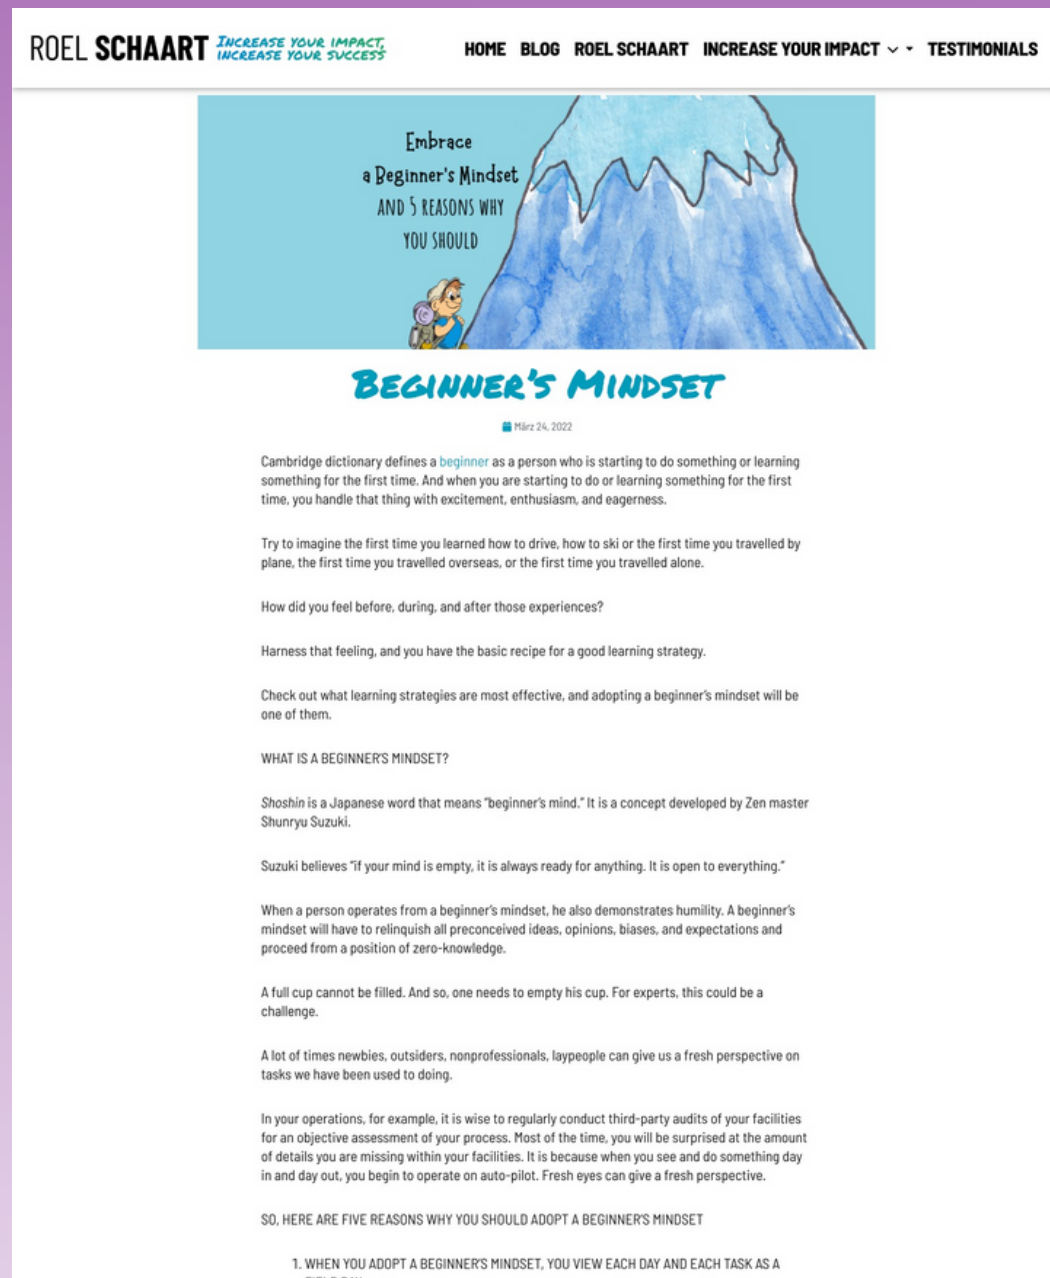 ROEL SCHAART INCREASE YOUR IMPACT,
INCREASE YOUR SUCCESS
HOME BLOG ROEL SCHAART INCREASE YOUR IMPACT TESTIMONIALS
Embrace
a Beginner's Mindset
AND 5 REASONS WHY
YOU SHOULD
BEGINNER'S MINDSET
März 24, 2022
Cambridge dictionary defines a beginner as a person who is starting to do something or learning
something for the first time. And when you are starting to do or learning something for the first
time, you handle that thing with excitement, enthusiasm, and eagerness.
Try to imagine the first time you learned how to drive, how to ski or the first time you travelled by
plane, the first time you travelled overseas, or the first time you travelled alone.
How did you feel before, during, and after those experiences?
Harness that feeling, and you have the basic recipe for a good learning strategy.
Check out what learning strategies are most effective, and adopting a beginner's mindset will be
one of them.
WHAT IS A BEGINNER'S MINDSET?
Shoshin is a Japanese word that means "beginner's mind." It is a concept developed by Zen master
Shunryu Suzuki.
Suzuki believes "if your mind is empty, it is always ready for anything. It is open to everything."
When a person operates from a beginner's mindset, he also demonstrates humility. A beginner's
mindset will have to relinquish all preconceived ideas, opinions, biases, and expectations and
proceed from a position of zero-knowledge.
A full cup cannot be filled. And so, one needs to empty his cup. For experts, this could be a
challenge.
A lot of times newbies, outsiders, nonprofessionals, laypeople can give us a fresh perspective on
tasks we have been used to doing.
In your operations, for example, it is wise to regularly conduct third-party audits of your facilities
for an objective assessment of your process. Most of the time, you will be surprised at the amount
of details you are missing within your facilities. It is because when you see and do something day
in and day out, you begin to operate on auto-pilot. Fresh eyes can give a fresh perspective.
SO, HERE ARE FIVE REASONS WHY YOU SHOULD ADOPT A BEGINNER'S MINDSET
1. WHEN YOU ADOPT A BEGINNER'S MINDSET, YOU VIEW EACH DAY AND EACH TASK AS A